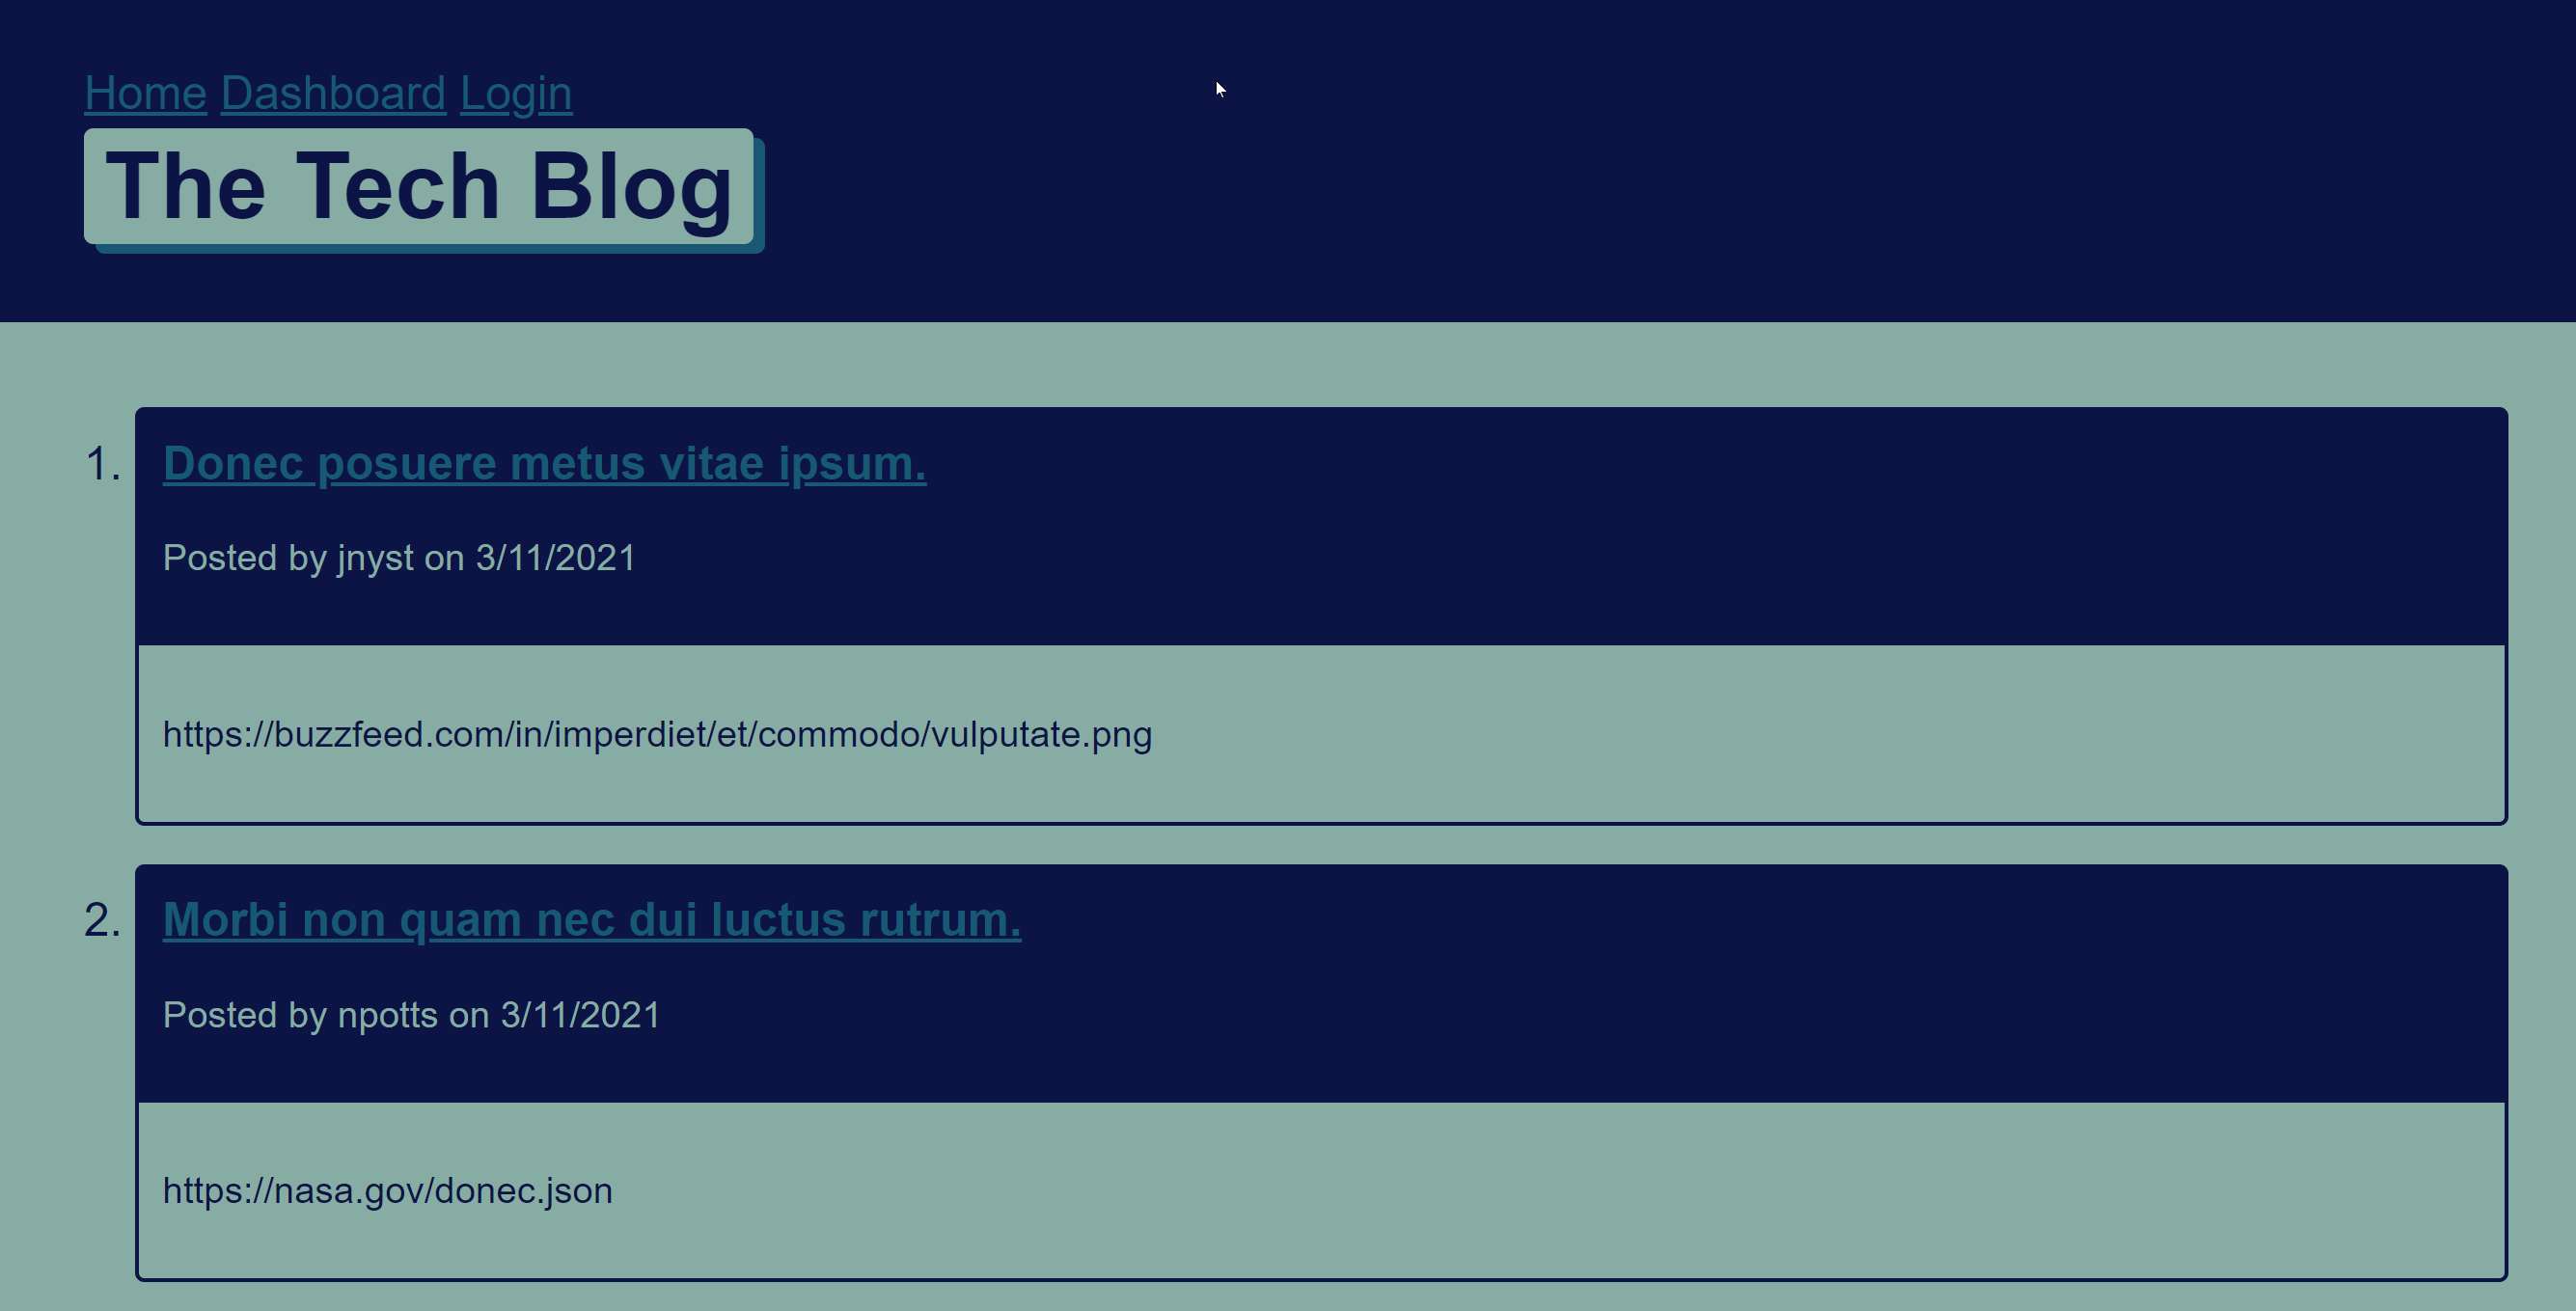 Home Dashboard Login
The Tech Blog
1. Donec posuere metus vitae ipsum.
Posted by jnyst on 3/11/2021
https://buzzfeed.com/in/imperdiet/et/commodo/vulputate.png
2. Morbi non quam nec dui luctus rutrum.
Posted by npotts on 3/11/2021
https://nasa.gov/donec.json